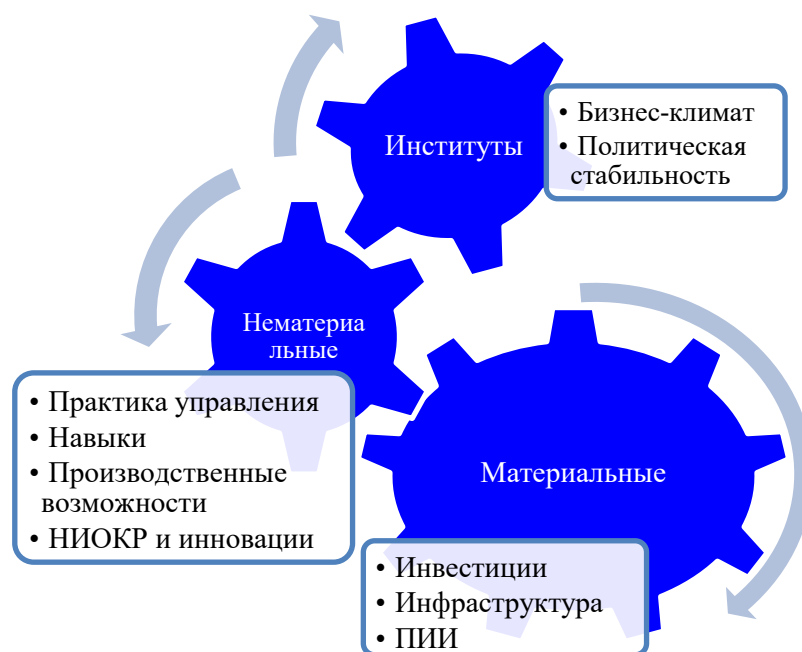 Институты
• Бизнес-климат
• Политическая
стабильность
Нематериа
льные
• Практика управления
• Навыки
• Производственные
возможности
• НИОКР и инновации
Материальные
• Инвестиции
• Инфраструктура
• ПИИ